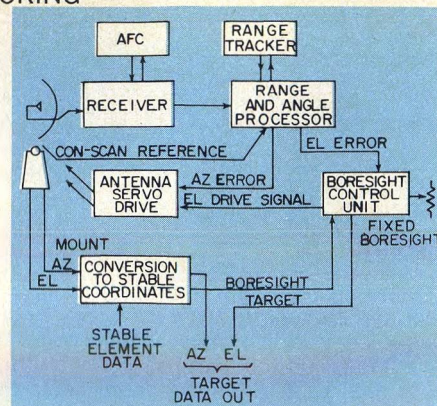 CKING
AFC
RANGE
TRACKER
RECEIVER
RANGE
AND ANGLE
PROCESSOR
CON-SCAN REFERENCE
EL ERROR
AZ ERROR
ANTENNA
SERVO
DRIVE
EL DRIVE SIGNAL
BORESIGHT
CONTROL
UNIT
FIXED
BORESIGHT
MOUNT
AZ
EL
CONVERSION
TO STABLE
COORDINATES
BORESIGHT
TARGET
STABLE
ELEMENT
DATA
AZ EL
TARGET
DATA OUT